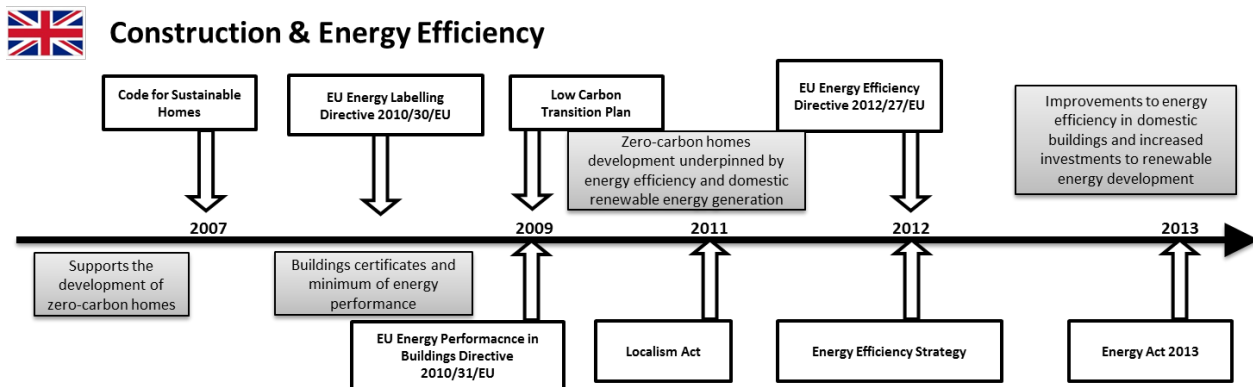 Construction & Energy Efficiency
Code for Sustainable
Homes
EU Energy Labelling
Directive 2010/30/EU
Low Carbon
Transition Plan
EU Energy Efficiency
Directive 2012/27/EU
Improvements to energy
efficiency in domestic
buildings and increased
investments to renewable
energy development
Zero-carbon homes
development underpinned by
energy efficiency and domestic
renewable energy generation
2007
2009
2011
2012
2013
Supports the
development of
zero-carbon homes
Buildings certificates and
minimum of energy
performance
EU Energy Performacnce in
Buildings Directive
2010/31/EU
Localism Act
Energy Efficiency Strategy
Energy Act 2013